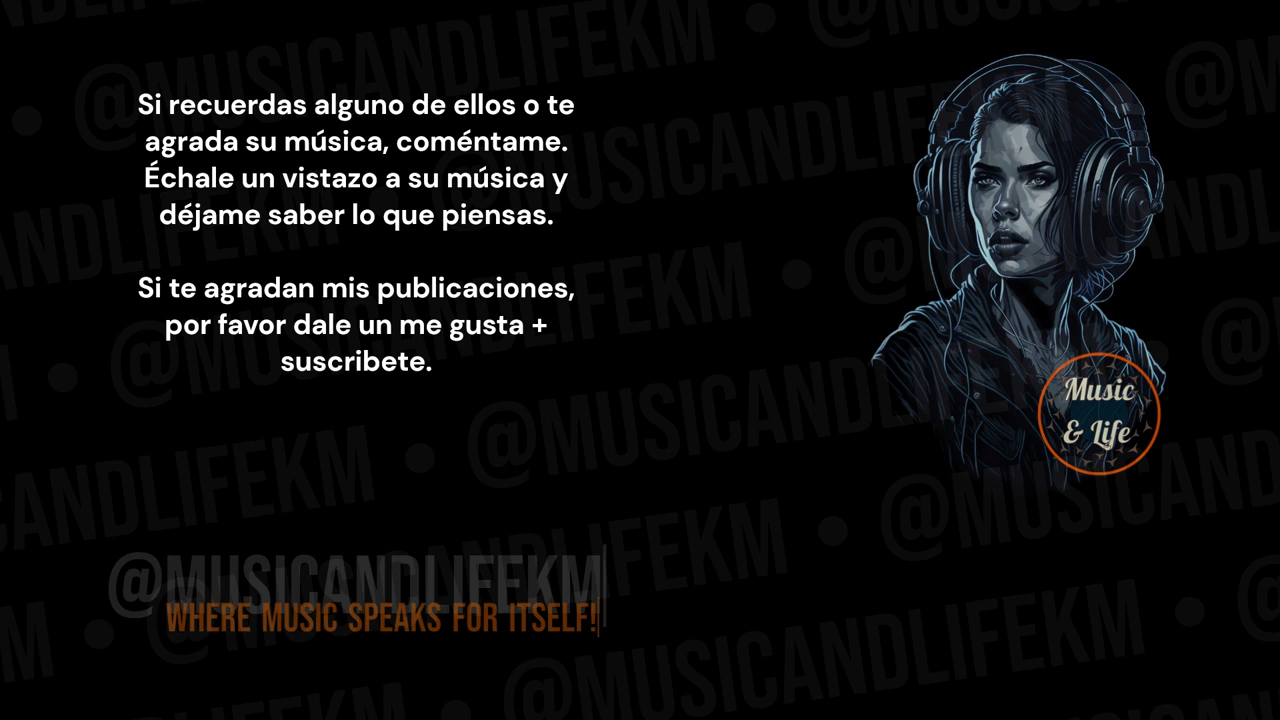 Si recuerdas alguno de ellos o te
agrada su música, coméntame.
Échale un vistazo a su música y
déjame saber lo que piensas.
Si te agradan mis publicaciones,
por favor dale un me gusta +
suscribete.
Music
& Life
@MUSICANDLIFEKM
WHERE MUSIC SPEAKS FOR ITSELF!